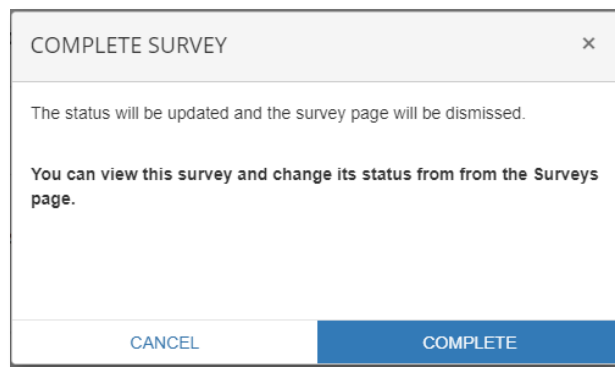 COMPLETE SURVEY ×
The status will be updated and the survey page will be dismissed.
You can view this survey and change its status from from the Surveys
page.
CANCEL COMPLETE